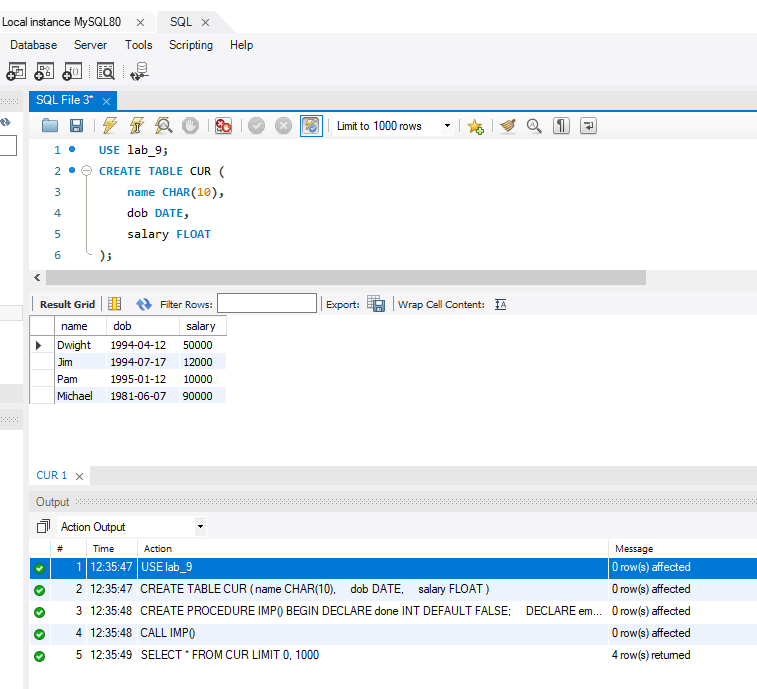 Local instance MySQL80 × SQL ×
Database Server Tools Scripting Help
SQL File 3* ×
Limit to 1000 rows
1 USE lab_9;
2 CREATE TABLE CUR (
3 name CHAR(10),
4 dob DATE,
5 salary FLOAT
6 );
Result Grid Filter Rows: Export: Wrap Cell Content: IA
name dob salary
Dwight 1994-04-12 50000
Jim 1994-07-17 12000
Pam 1995-01-12 10000
Michael 1981-06-07 90000
CUR 1 ×
Output
Action Output
# Time Action Message
1 12:35:47 USE lab_9 0 row(s) affected
2 12:35:47 CREATE TABLE CUR ( name CHAR(10), dob DATE, salary FLOAT ) 0 row(s) affected
3 12:35:48 CREATE PROCEDURE IMP() BEGIN DECLARE done INT DEFAULT FALSE; DECLARE em... 0 row(s) affected
4 12:35:48 CALL IMP() 0 row(s) affected
5 12:35:49 SELECT * FROM CUR LIMIT 0, 1000 4 row(s) returned